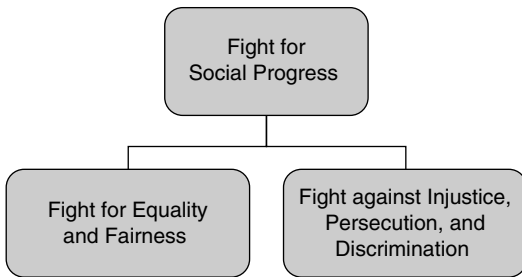 Fight for
Social Progress
Fight for Equality
and Fairness
Fight against Injustice,
Persecution, and
Discrimination